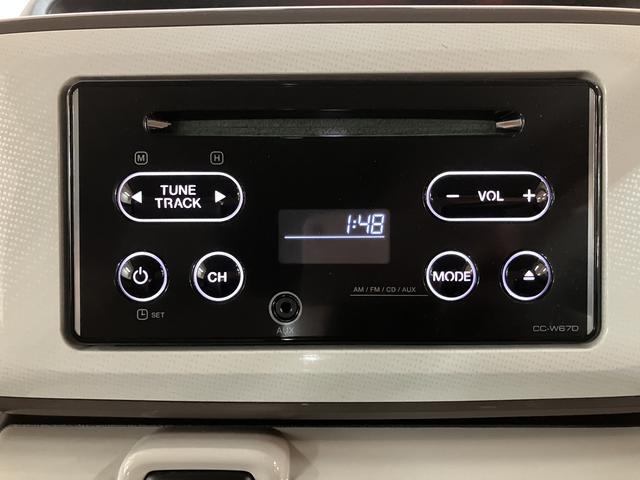 M H
TUNE
TRACK
- VOL +
1:48
CH
MODE
AM / FM / CD / AUX
SET
AUX
CC-W67D